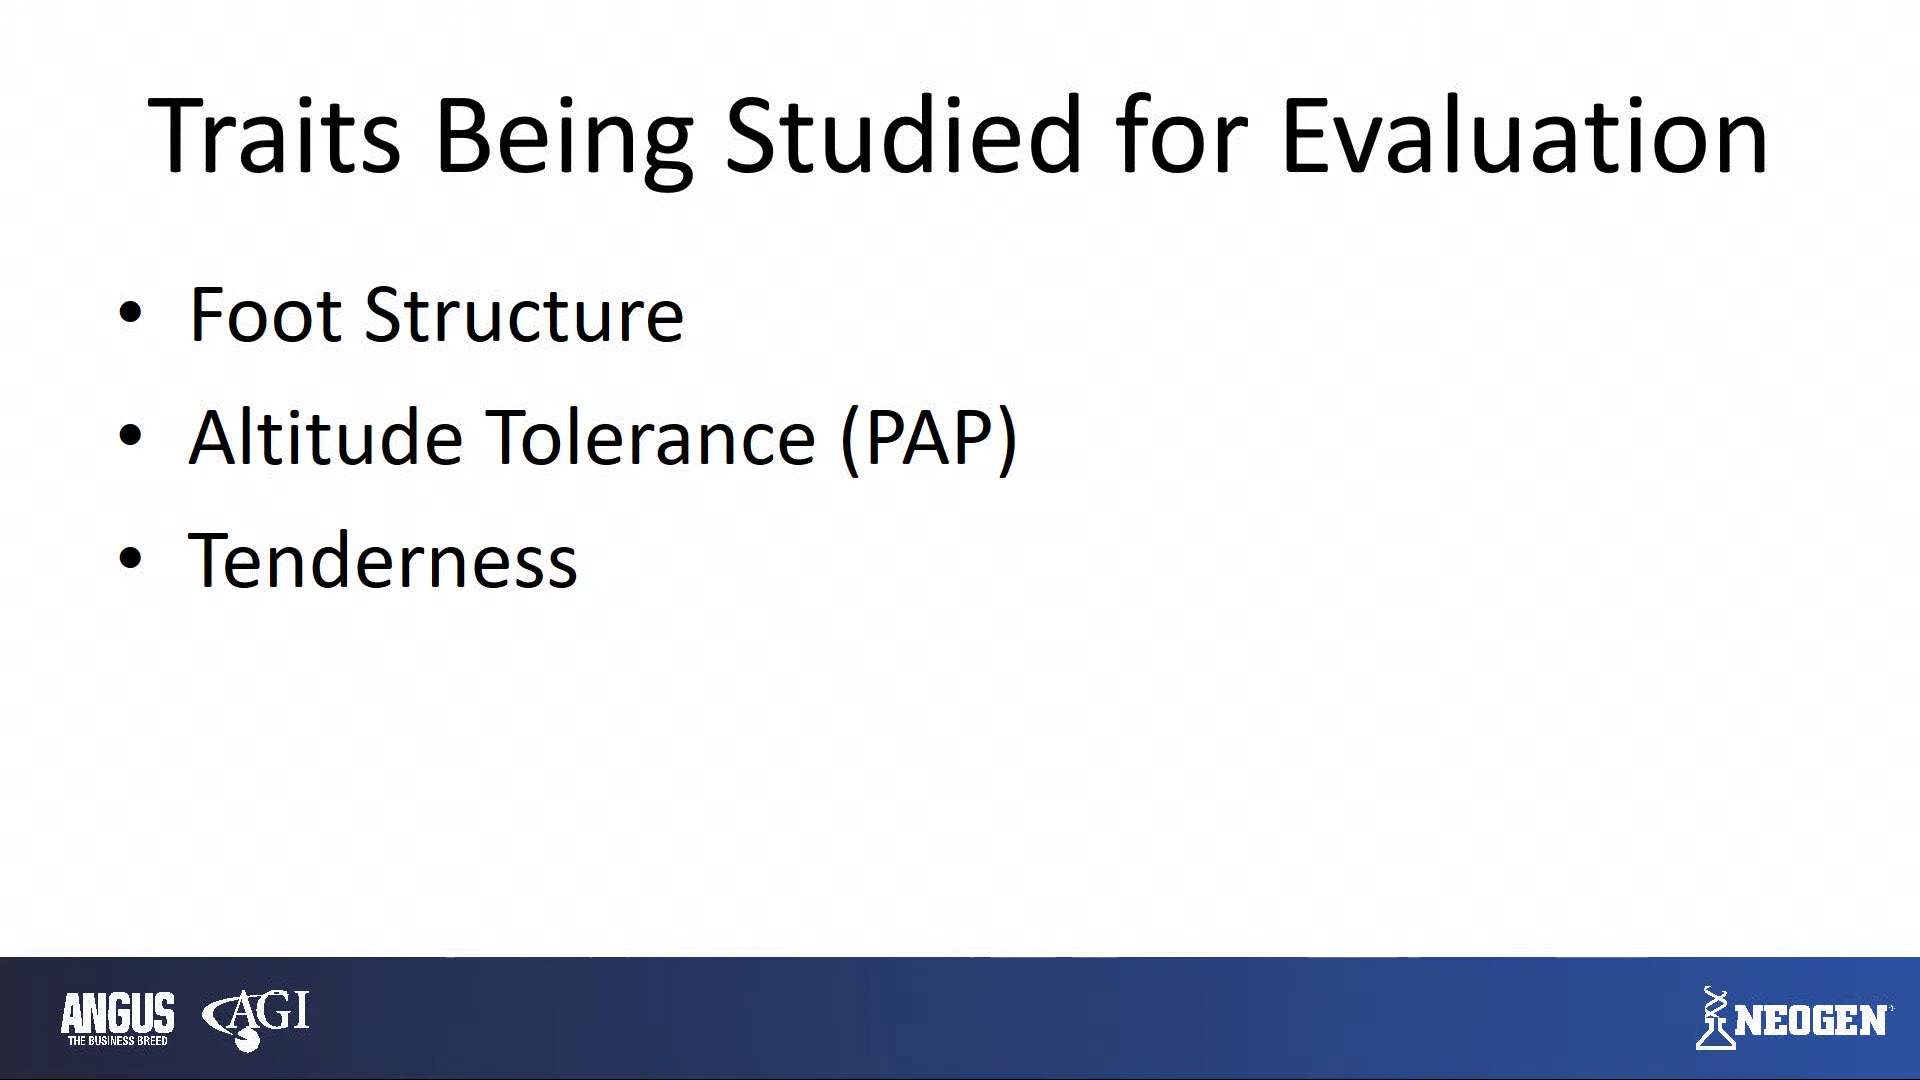 Traits Being Studied for Evaluation
• Foot Structure
• Altitude Tolerance (PAP)
• Tenderness
ANGUS
THE BUSINESS BREED
AGI
NEOGEN